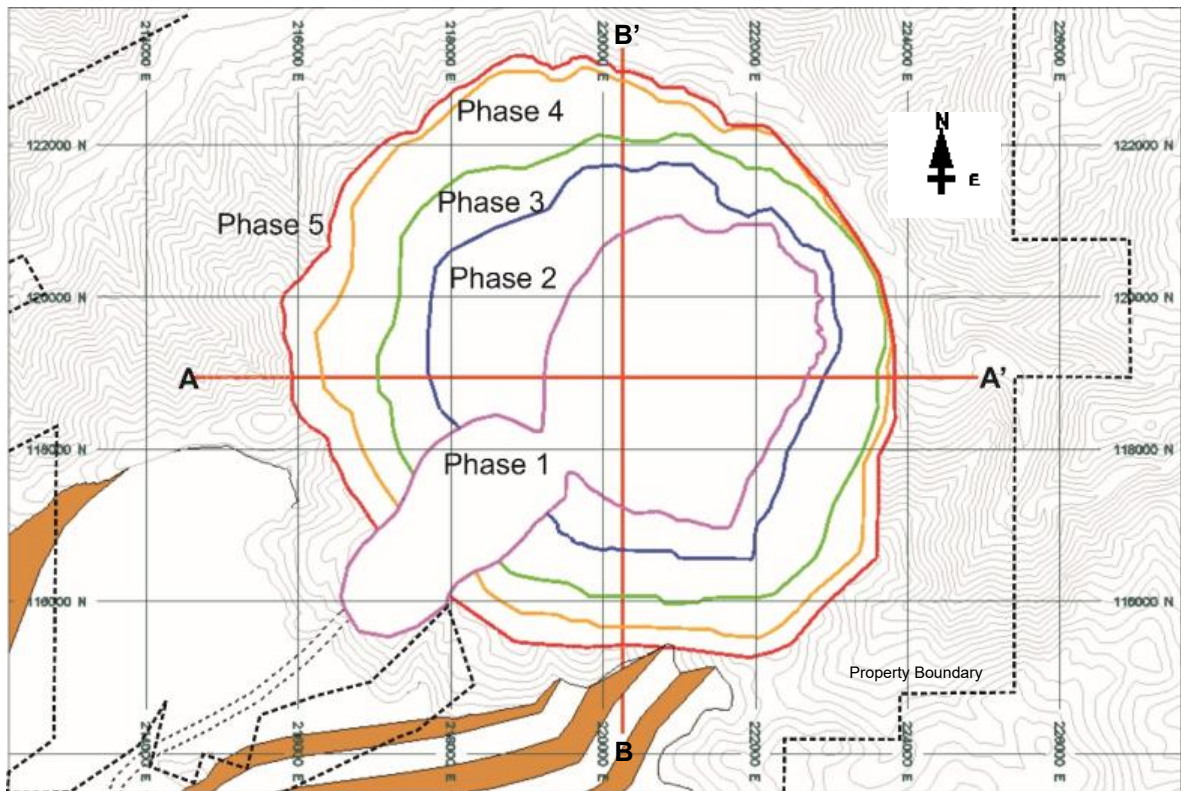 214000 E
216000 E
218000 E
220000 E
222000 E
224000 E
226000 E
B’
Phase 4
N
122000 N
122000 N
E
Phase 3
Phase 5
Phase 2
120000 N
120000 N
A
A’
118000 N
118000 N
Phase 1
116000 N
116000 N
Property Boundary
214000 E
216000 E
218000 E
220000 E
222000 E
224000 E
226000 E
B